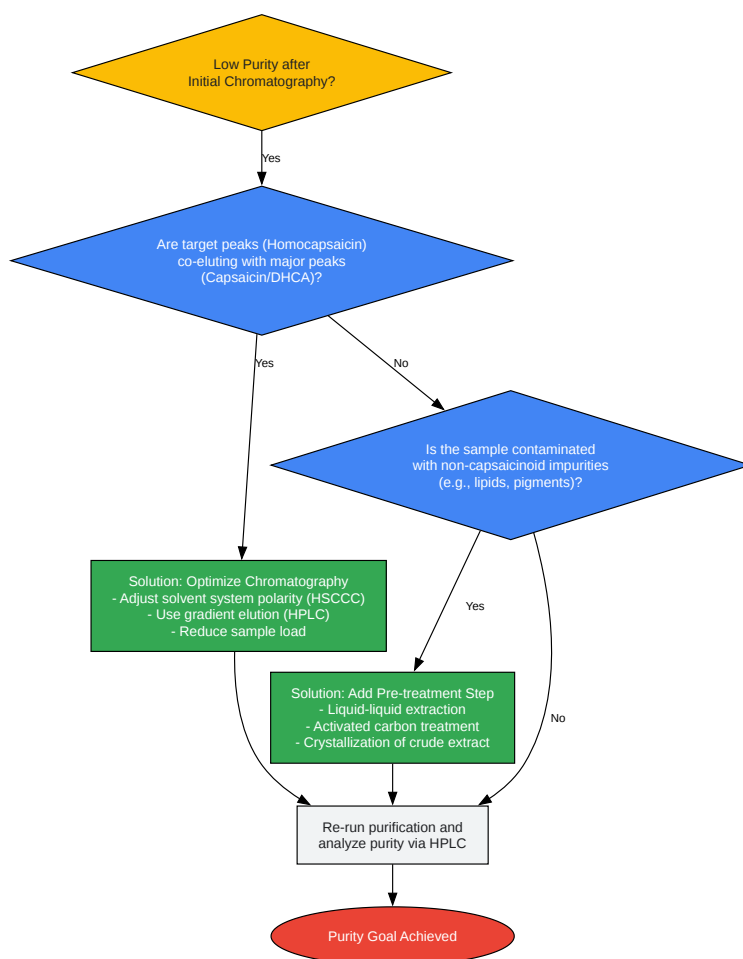 Low Purity after
Initial Chromatography?
Yes
Are target peaks (Homocapsaicin)
co-eluting with major peaks
(Capsaicin/DHCA)?
Yes
No
Is the sample contaminated
with non-capsaicinoid impurities
(e.g., lipids, pigments)?
Solution: Optimize Chromatography
- Adjust solvent system polarity (HSCCC)
- Use gradient elution (HPLC)
- Reduce sample load
Yes
Solution: Add Pre-treatment Step
- Liquid-liquid extraction
- Activated carbon treatment
- Crystallization of crude extract
No
Re-run purification and
analyze purity via HPLC
Purity Goal Achieved